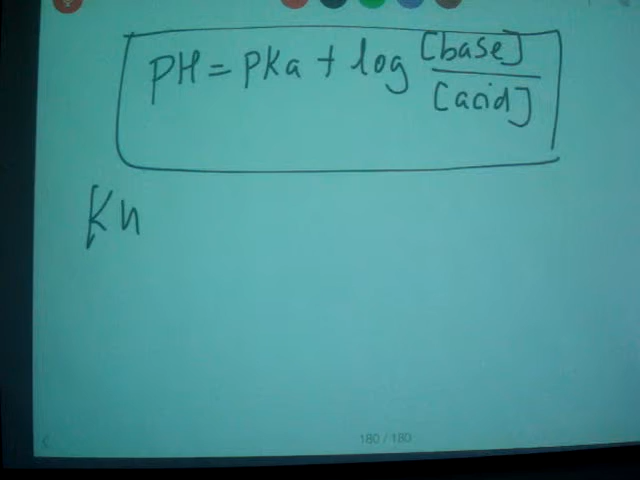 PH = PKa + log [base] / [acid]
Kn
180 / 180